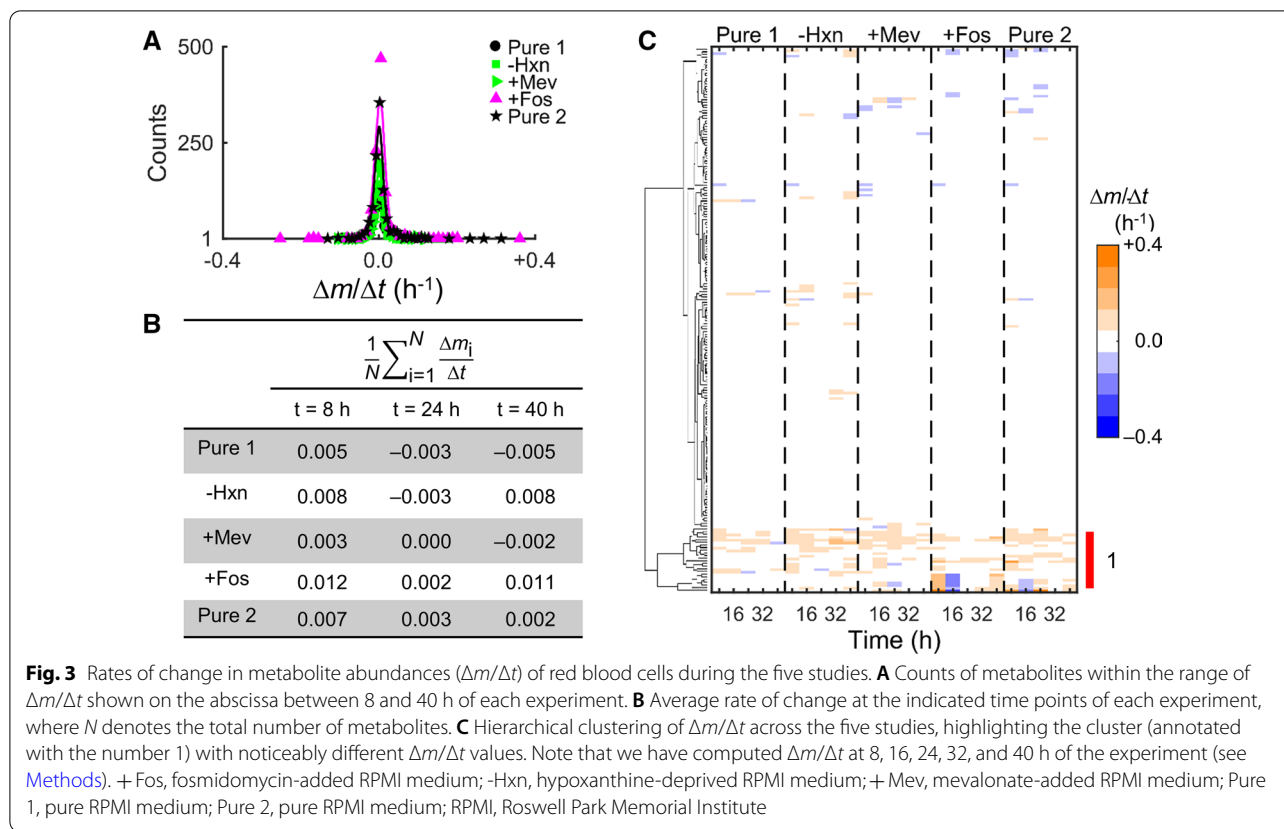 A
500
250
1
Counts
-0.4
0.0
+0.4
Δm/Δt (h⁻¹)
Pure 1
-Hxn
+Mev
+Fos
Pure 2
B
1/N ∑ᵢ₌₁ᴺ Δmᵢ/Δt
t = 8 h t = 24 h t = 40 h
Pure 1 0.005 –0.003 –0.005
-Hxn 0.008 –0.003 0.008
+Mev 0.003 0.000 –0.002
+Fos 0.012 0.002 0.011
Pure 2 0.007 0.003 0.002
C
Pure 1 -Hxn +Mev +Fos Pure 2
16 32 16 32 16 32 16 32 16 32
Time (h)
1
Δm/Δt
(h⁻¹)
+0.4
0.0
–0.4
Fig. 3 Rates of change in metabolite abundances (Δm/Δt) of red blood cells during the five studies. A Counts of metabolites within the range of
Δm/Δt shown on the abscissa between 8 and 40 h of each experiment. B Average rate of change at the indicated time points of each experiment,
where N denotes the total number of metabolites. C Hierarchical clustering of Δm/Δt across the five studies, highlighting the cluster (annotated
with the number 1) with noticeably different Δm/Δt values. Note that we have computed Δm/Δt at 8, 16, 24, 32, and 40 h of the experiment (see
Methods). + Fos, fosmidomycin-added RPMI medium; -Hxn, hypoxanthine-deprived RPMI medium; + Mev, mevalonate-added RPMI medium; Pure
1, pure RPMI medium; Pure 2, pure RPMI medium; RPMI, Roswell Park Memorial Institute